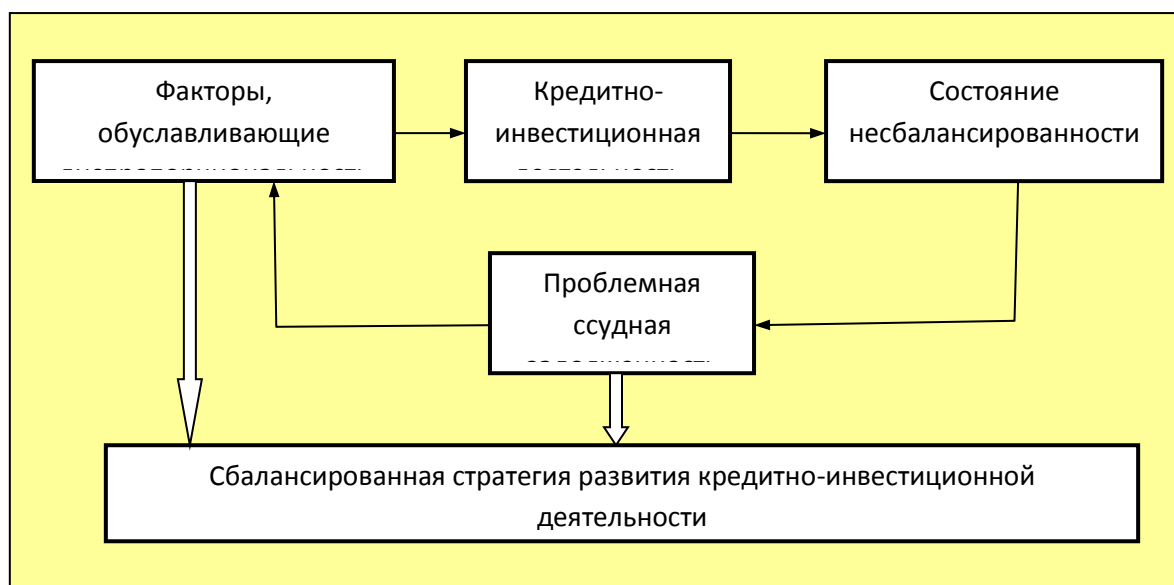 Факторы,
обуславливающие
Кредитно-
инвестиционная
Состояние
несбалансированности
Проблемная
ссудная
Сбалансированная стратегия развития кредитно-инвестиционной
деятельности